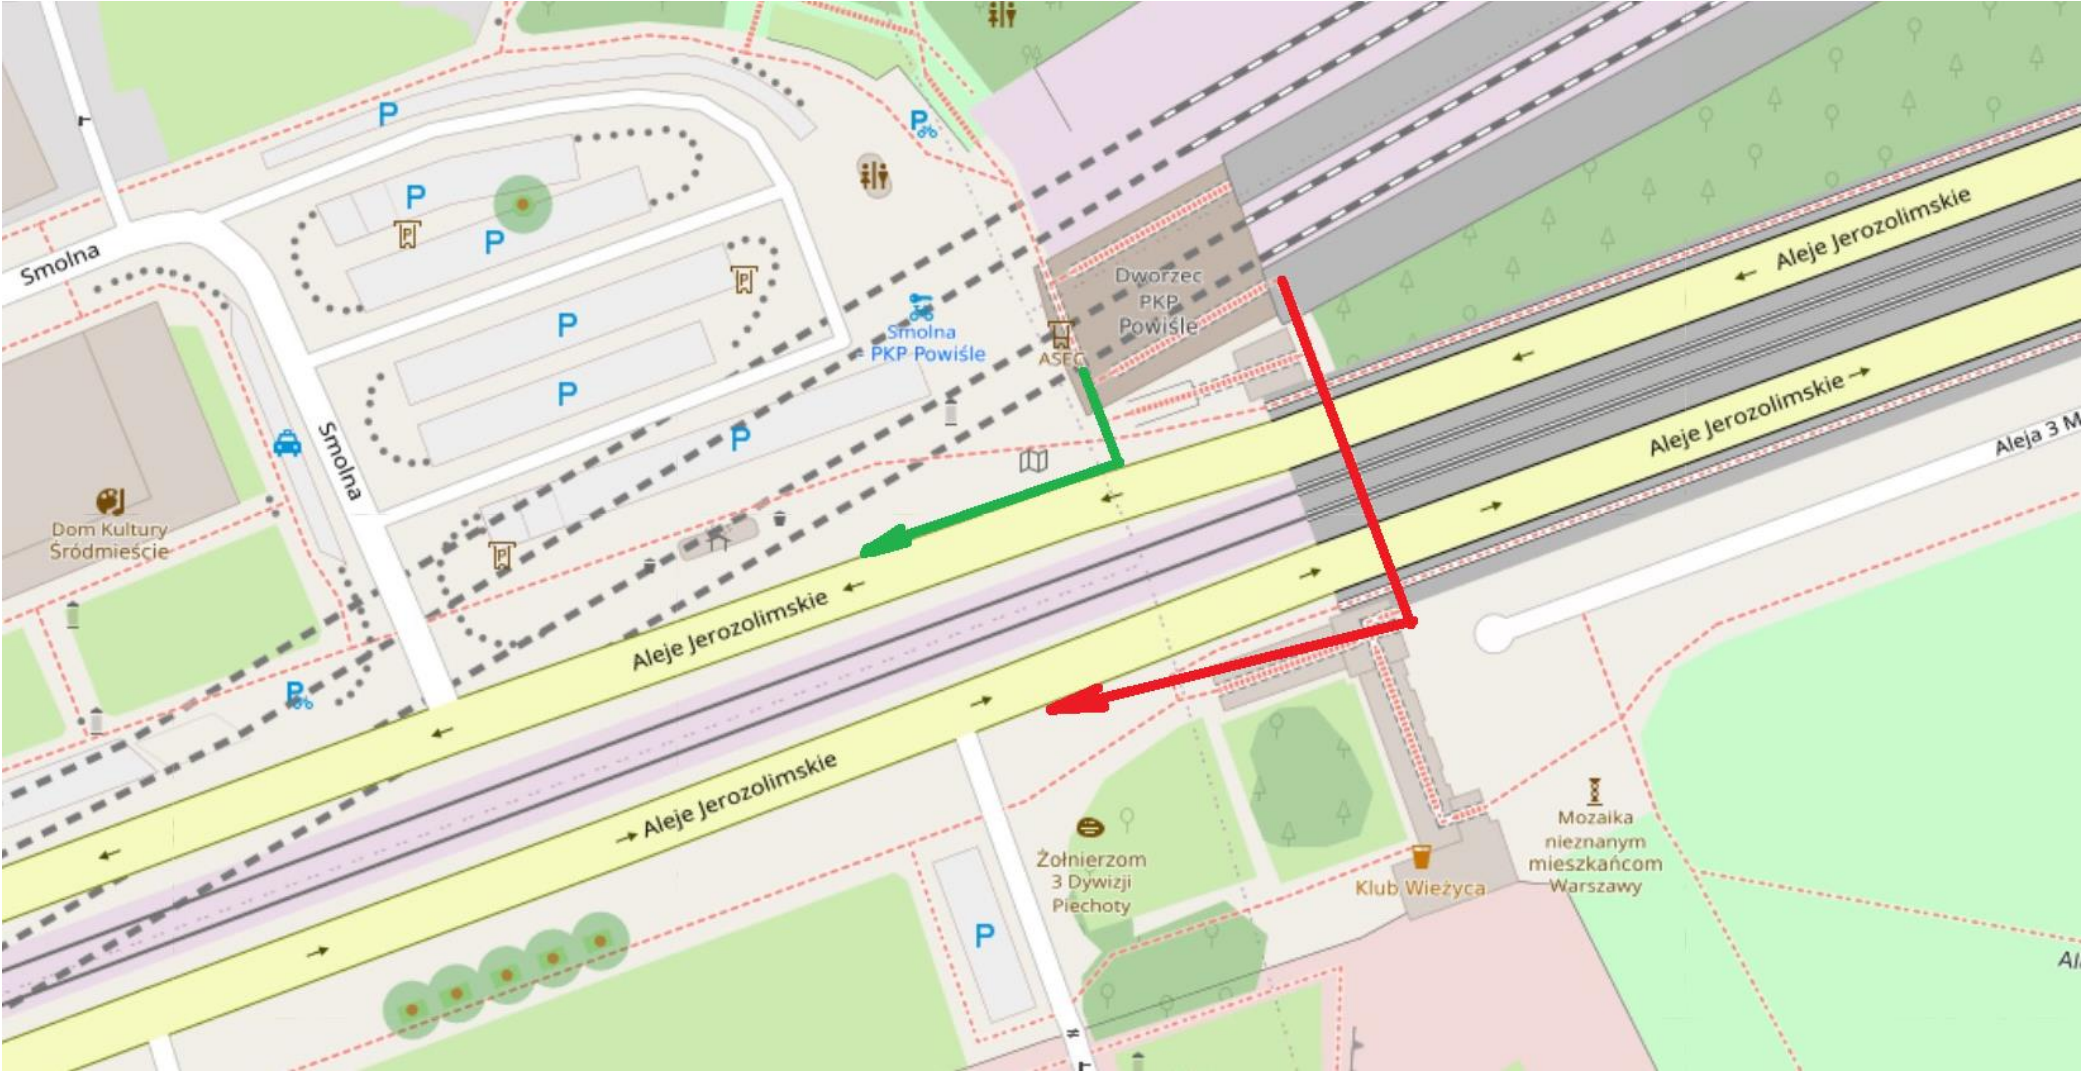 P
P
Aleje Jerozolimskie
P
P
Smolna
P
Dworzec
PKP
Powiśle
P
Smolna
- PKP Powiśle
P
ASEC
P
Aleje Jerozolimskie
P
Aleja 3 M
Smolna
Dom Kultury
Śródmieście
P
Aleje Jerozolimskie
P
Aleje Jerozolimskie
Mozaika
nieznanym
mieszkańcom
Warszawy
Żołnierzom
3 Dywizji
Piechoty
Klub Wieżyca
P